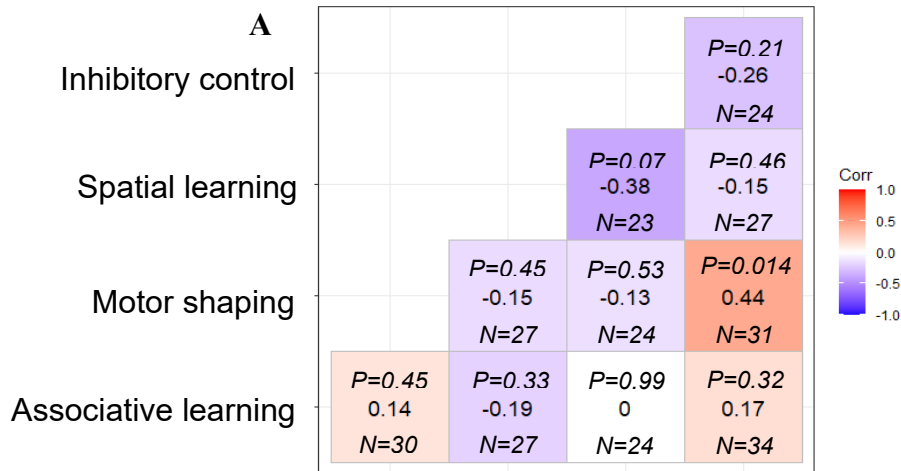 A
Inhibitory control
P=0.21
-0.26
N=24
Spatial learning
P=0.07 P=0.46
-0.38 -0.15
N=23 N=27
Motor shaping
P=0.45 P=0.53 P=0.014
-0.15 -0.13 0.44
N=27 N=24 N=31
Associative learning
P=0.45 P=0.33 P=0.99 P=0.32
0.14 -0.19 0 0.17
N=30 N=27 N=24 N=34
Corr
1.0
0.5
0.0
-0.5
-1.0